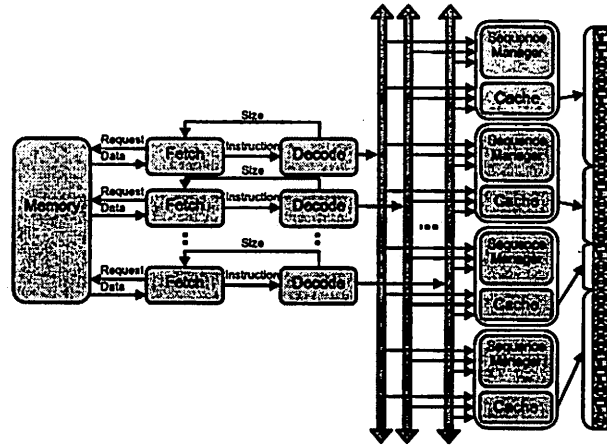 Sequence
Manager
Cache
Size
Request
Data
Fetch
Instruction
Decode
Sequence
Manager
Cache
Size
Memory
Request
Data
Fetch
Instruction
Decode
...
Sequence
Manager
Cache
Size
Request
Data
Fetch
Instruction
Decode
Sequence
Manager
Cache